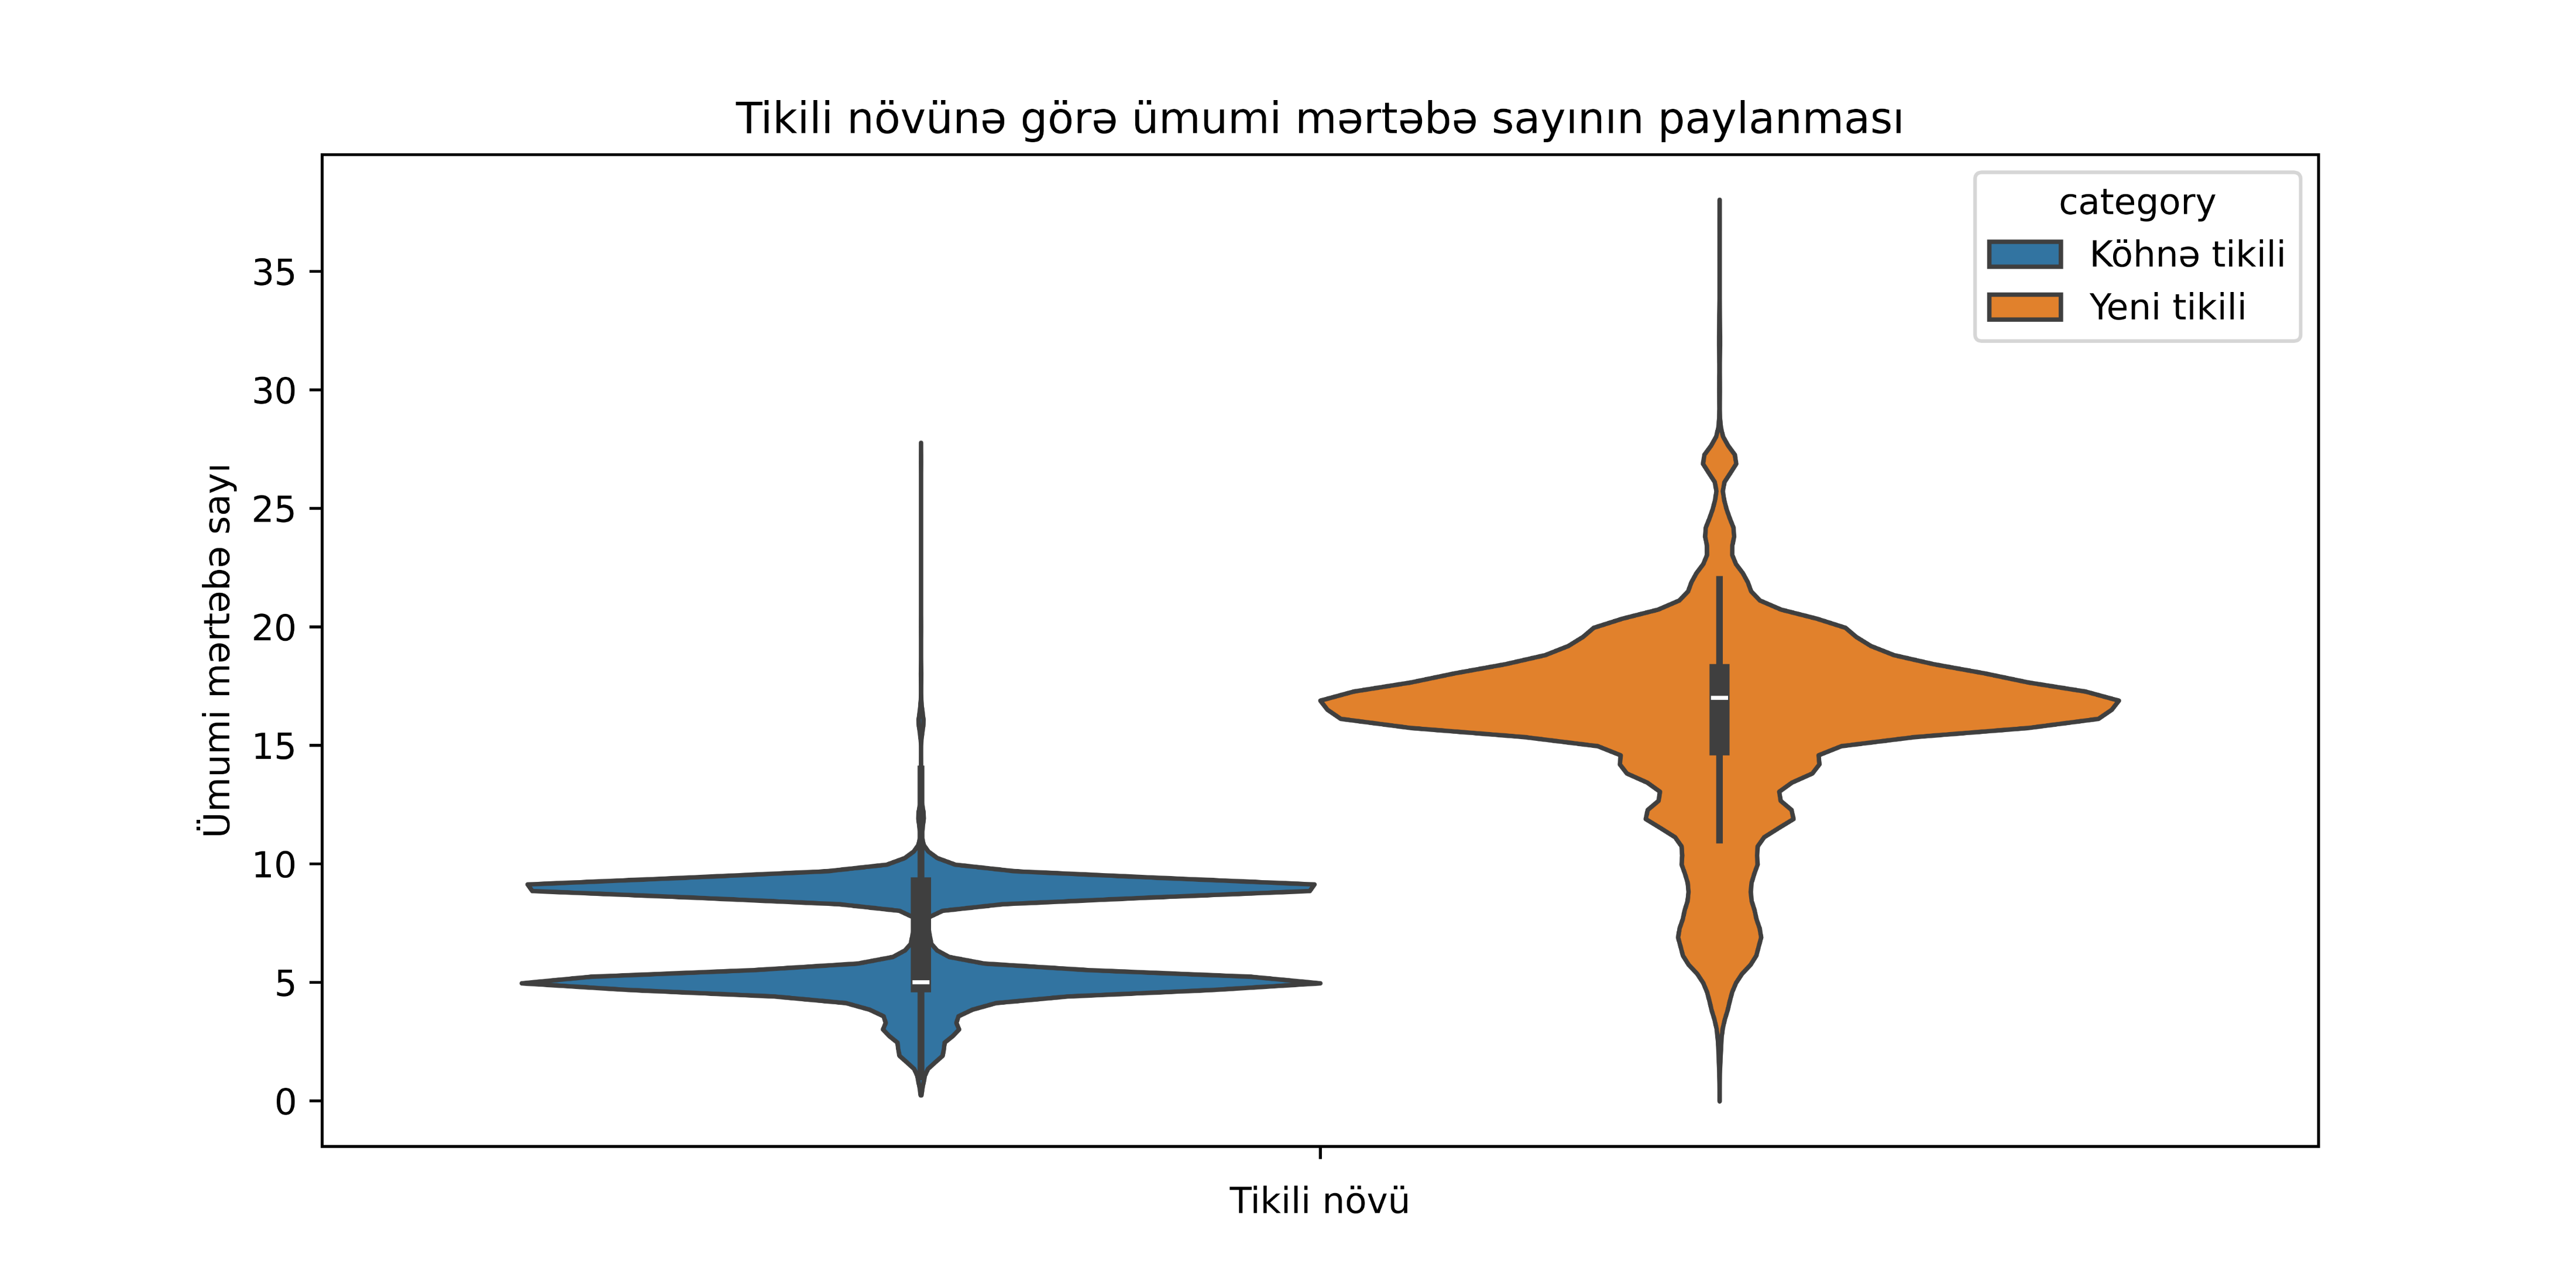 Tikili növünə görə ümumi mərtəbə sayının paylanması
category
Köhnə tikili
Yeni tikili
Ümumi mərtəbə sayı
35
30
25
20
15
10
5
0
Tikili növü